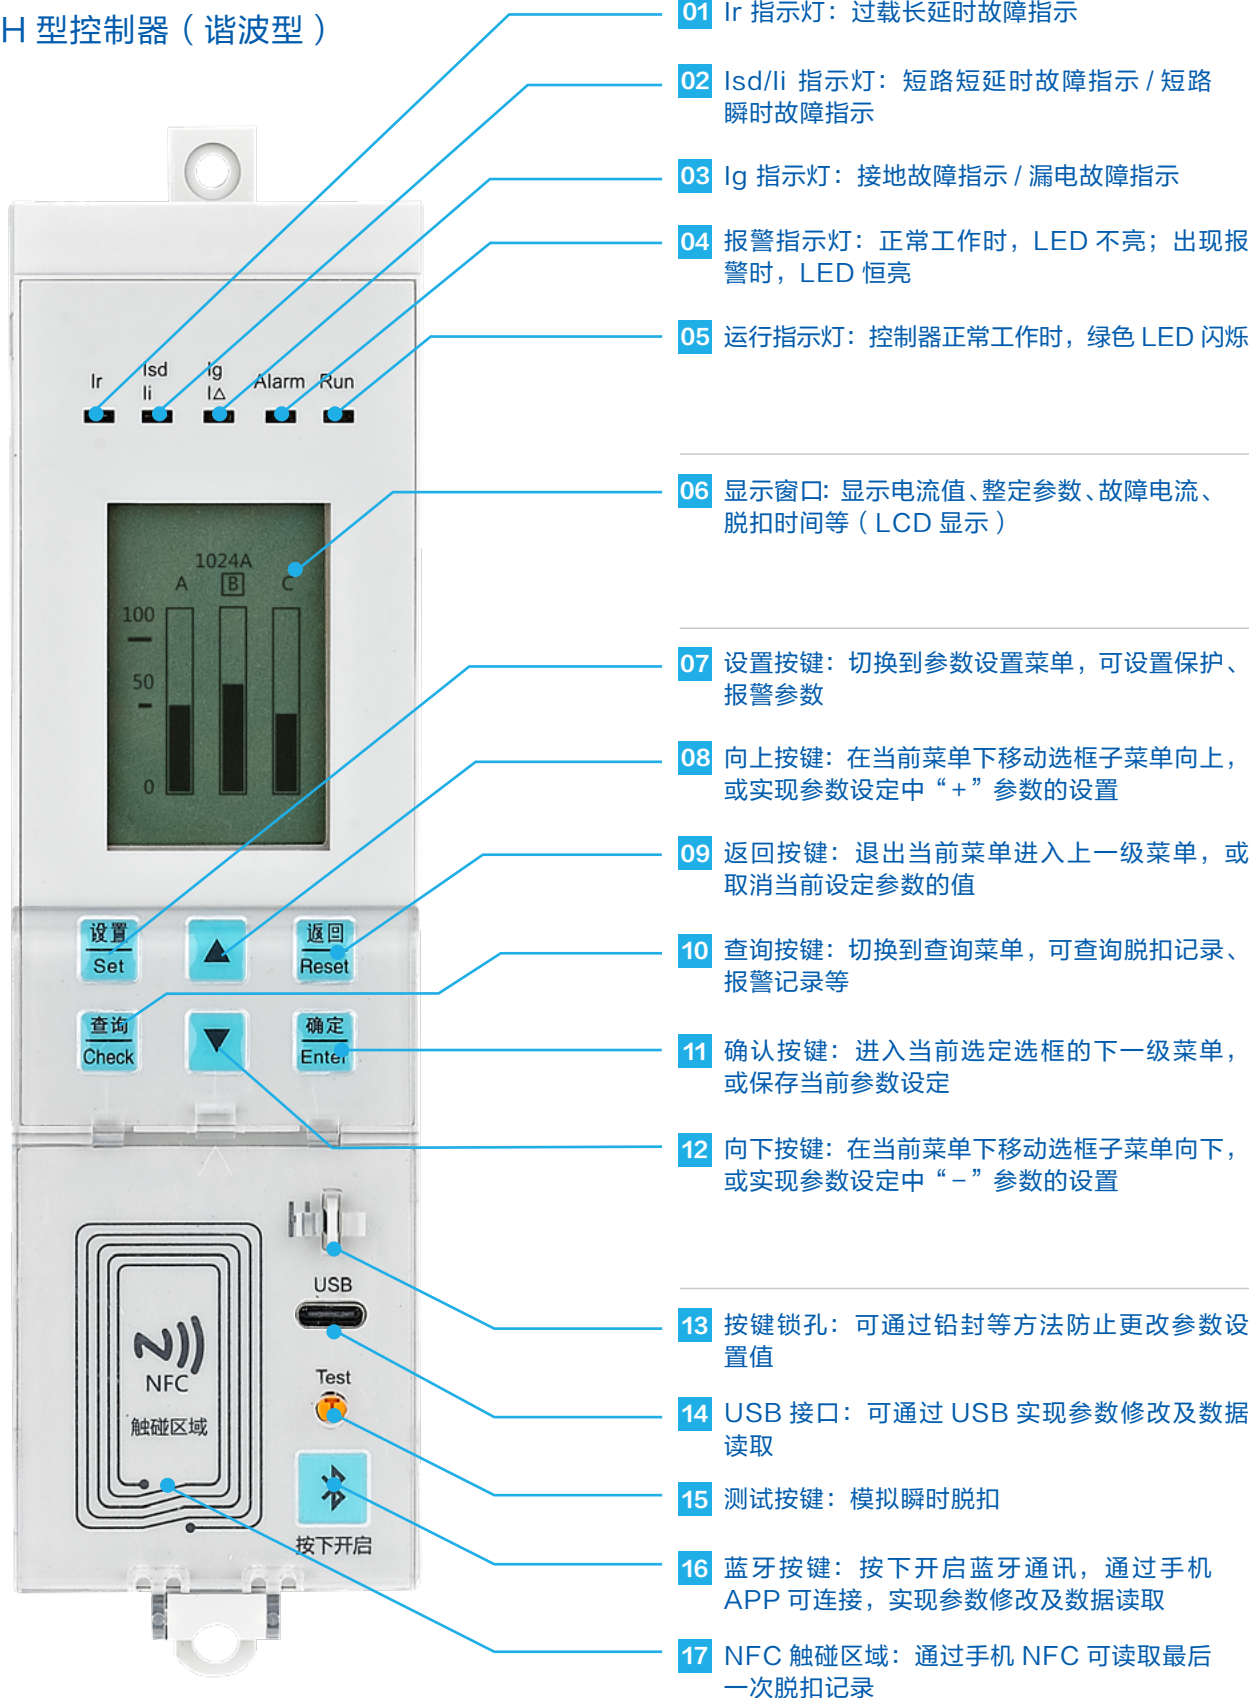 H 型控制器（谐波型）
01 Ir 指示灯：过载长延时故障指示
02 Isd/Ii 指示灯：短路短延时故障指示 / 短路
瞬时故障指示
03 Ig 指示灯：接地故障指示 / 漏电故障指示
04 报警指示灯：正常工作时，LED 不亮；出现报
警时，LED 恒亮
05 运行指示灯：控制器正常工作时，绿色 LED 闪烁
Ir
Isd
Ii
Ig
I△
Alarm
Run
06 显示窗口：显示电流值、整定参数、故障电流、
脱扣时间等（LCD 显示）
1024A
A B C
100
50
0
07 设置按键：切换到参数设置菜单，可设置保护、
报警参数
08 向上按键：在当前菜单下移动选框子菜单向上，
或实现参数设定中“+”参数的设置
09 返回按键：退出当前菜单进入上一级菜单，或
取消当前设定参数的值
10 查询按键：切换到查询菜单，可查询脱扣记录、
报警记录等
11 确认按键：进入当前选定选框的下一级菜单，
或保存当前参数设定
12 向下按键：在当前菜单下移动选框子菜单向下，
或实现参数设定中“－”参数的设置
设置
Set
▲
返回
Reset
查询
Check
▼
确定
Enter
13 按键锁孔：可通过铅封等方法防止更改参数设
置值
14 USB 接口：可通过 USB 实现参数修改及数据
读取
15 测试按键：模拟瞬时脱扣
16 蓝牙按键：按下开启蓝牙通讯，通过手机
APP 可连接，实现参数修改及数据读取
17 NFC 触碰区域：通过手机 NFC 可读取最后
一次脱扣记录
USB
NFC
触碰区域
Test
按下开启